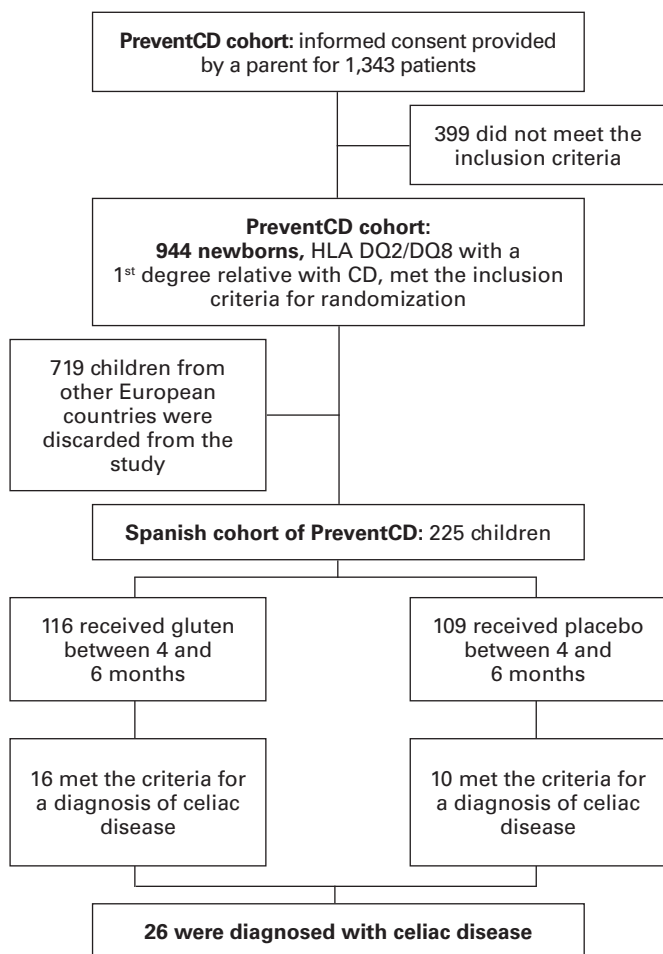 PreventCD cohort: informed consent provided
by a parent for 1,343 patients
399 did not meet the
inclusion criteria
PreventCD cohort:
944 newborns, HLA DQ2/DQ8 with a
1st degree relative with CD, met the inclusion
criteria for randomization
719 children from
other European
countries were
discarded from the
study
Spanish cohort of PreventCD: 225 children
116 received gluten
between 4 and
6 months
109 received placebo
between 4 and
6 months
16 met the criteria for
a diagnosis of celiac
disease
10 met the criteria for
a diagnosis of celiac
disease
26 were diagnosed with celiac disease